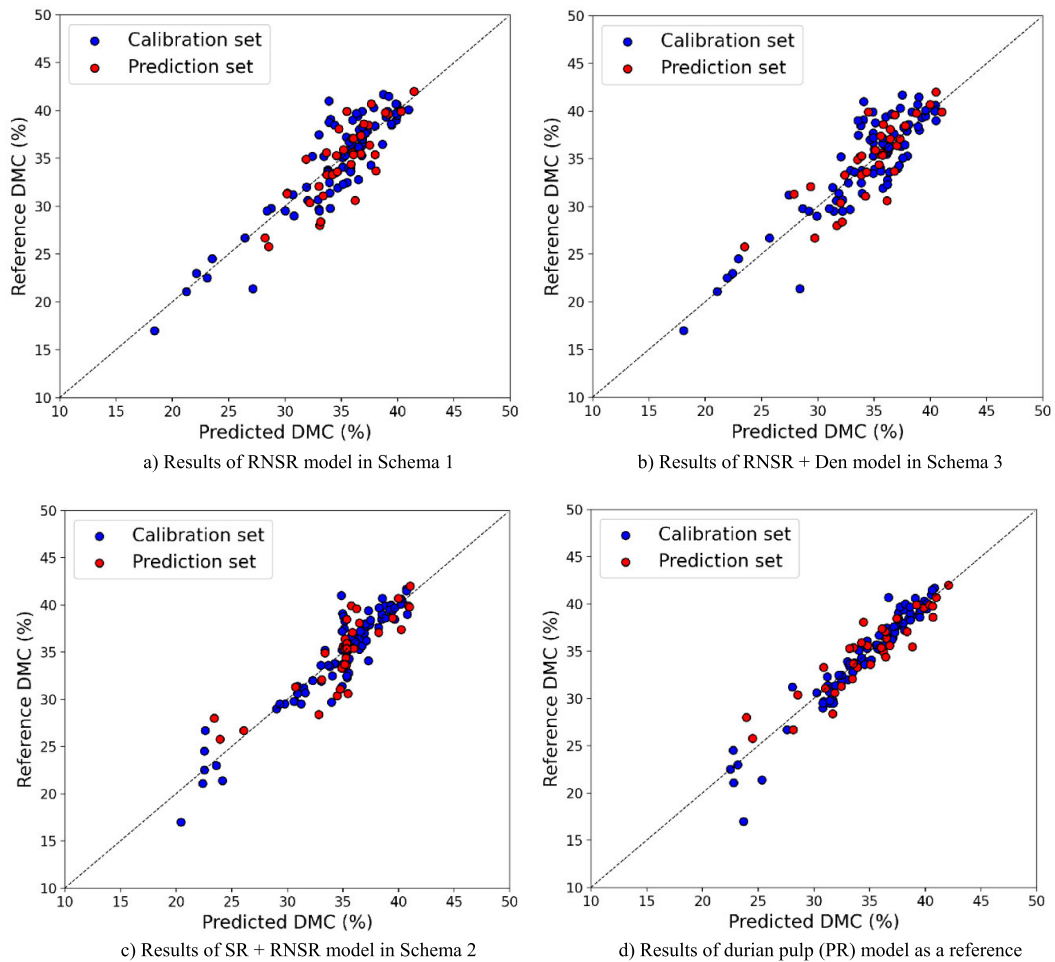 50
45
40
35
30
25
20
15
10
Reference DMC (%)
Calibration set
Prediction set
10 15 20 25 30 35 40 45 50
Predicted DMC (%)
a) Results of RNSR model in Schema 1
50
45
40
35
30
25
20
15
10
Reference DMC (%)
Calibration set
Prediction set
10 15 20 25 30 35 40 45 50
Predicted DMC (%)
b) Results of RNSR + Den model in Schema 3
50
45
40
35
30
25
20
15
10
Reference DMC (%)
Calibration set
Prediction set
10 15 20 25 30 35 40 45 50
Predicted DMC (%)
c) Results of SR + RNSR model in Schema 2
50
45
40
35
30
25
20
15
10
Reference DMC (%)
Calibration set
Prediction set
10 15 20 25 30 35 40 45 50
Predicted DMC (%)
d) Results of durian pulp (PR) model as a reference